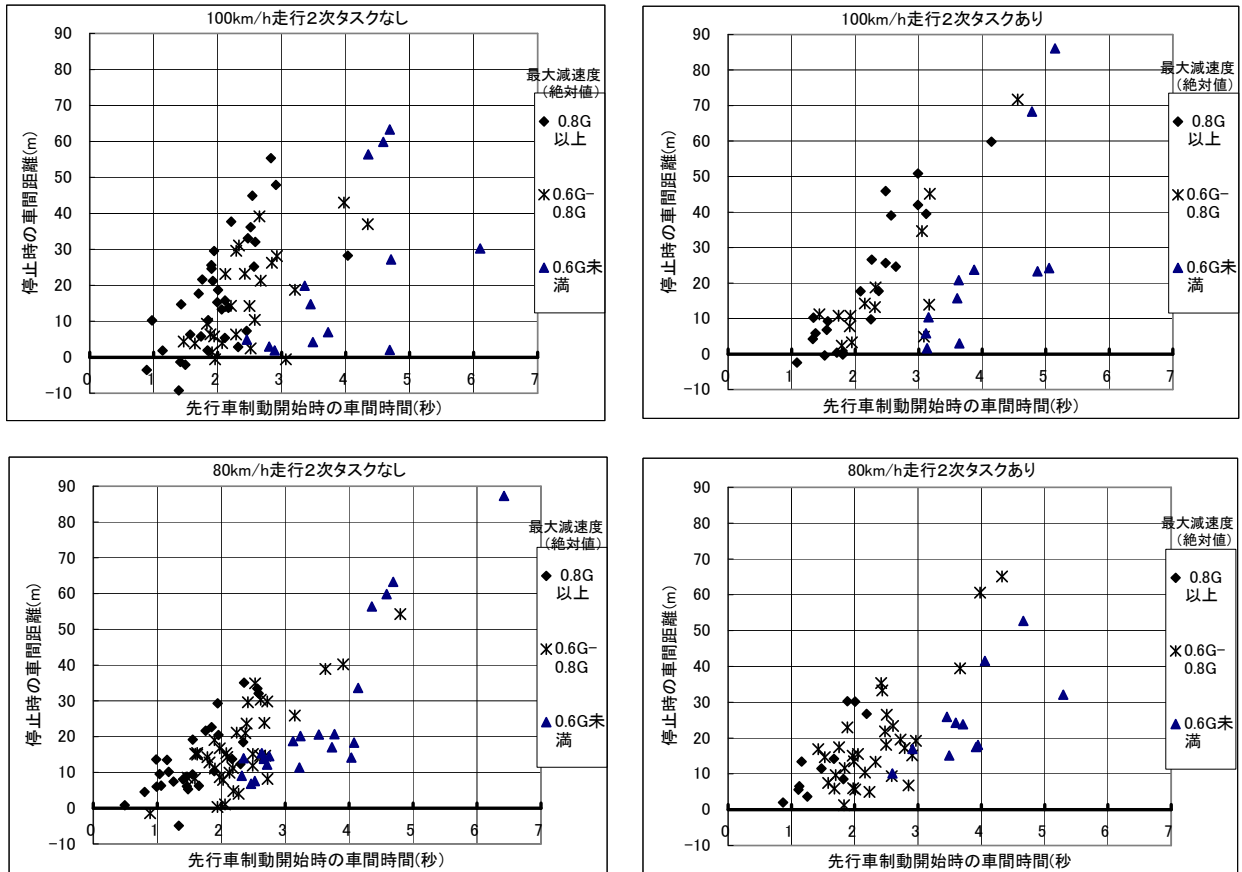 100km/h走行２次タスクなし
90
80
70
60
50
40
30
20
10
0
-10
0 1 2 3 4 5 6 7
停止時の車間距離(m)
先行車制動開始時の車間時間(秒)
最大減速度
(絶対値)
0.8G
以上
0.6G-
0.8G
0.6G未
満
100km/h走行２次タスクあり
90
80
70
60
50
40
30
20
10
0
-10
0 1 2 3 4 5 6 7
停止時の車間距離(m)
先行車制動開始時の車間時間(秒)
最大減速度
(絶対値)
0.8G
以上
0.6G-
0.8G
0.6G未
満
80km/h走行２次タスクなし
90
80
70
60
50
40
30
20
10
0
-10
0 1 2 3 4 5 6 7
停止時の車間距離(m)
先行車制動開始時の車間時間(秒)
最大減速度
(絶対値)
0.8G
以上
0.6G-
0.8G
0.6G未
満
80km/h走行２次タスクあり
90
80
70
60
50
40
30
20
10
0
-10
0 1 2 3 4 5 6 7
停止時の車間距離(m)
先行車制動開始時の車間時間(秒
最大減速度
(絶対値)
0.8G
以上
0.6G-
0.8G
0.6G未
満